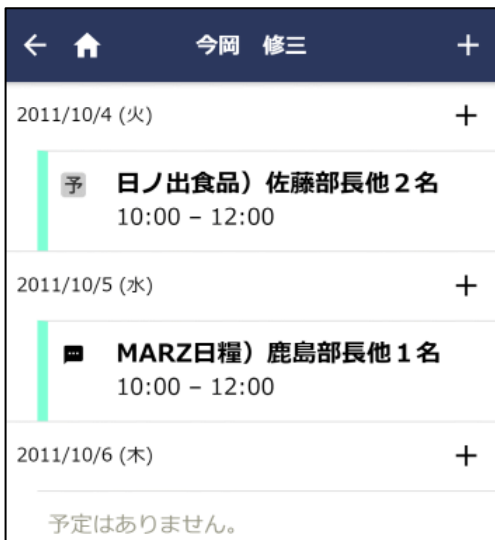 今岡　修三
2011/10/4 (火)
予 日ノ出食品）佐藤部長他２名
10:00 – 12:00
2011/10/5 (水)
MARZ日糧）鹿島部長他１名
10:00 – 12:00
2011/10/6 (木)
予定はありません。